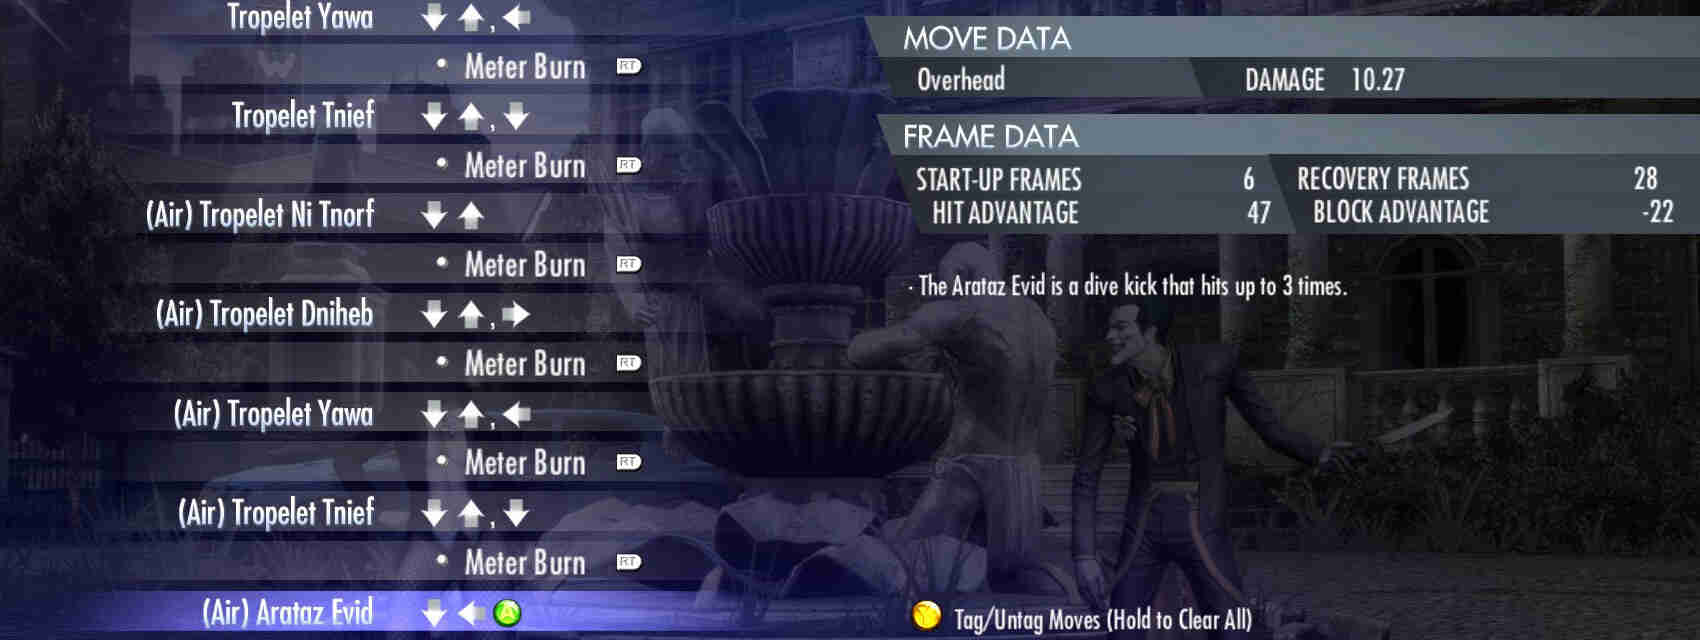 Tropelet Yawa ,
• Meter Burn RT
Tropelet Tnief ,
• Meter Burn RT
(Air) Tropelet Ni Tnorf
• Meter Burn RT
(Air) Tropelet Dniheb ,
• Meter Burn RT
(Air) Tropelet Yawa ,
• Meter Burn RT
(Air) Tropelet Tnief ,
• Meter Burn RT
(Air) Arataz Evid A
MOVE DATA
Overhead DAMAGE 10.27
FRAME DATA
START-UP FRAMES 6 RECOVERY FRAMES 28
HIT ADVANTAGE 47 BLOCK ADVANTAGE -22
· The Arataz Evid is a dive kick that hits up to 3 times.
Y Tag/Untag Moves (Hold to Clear All)